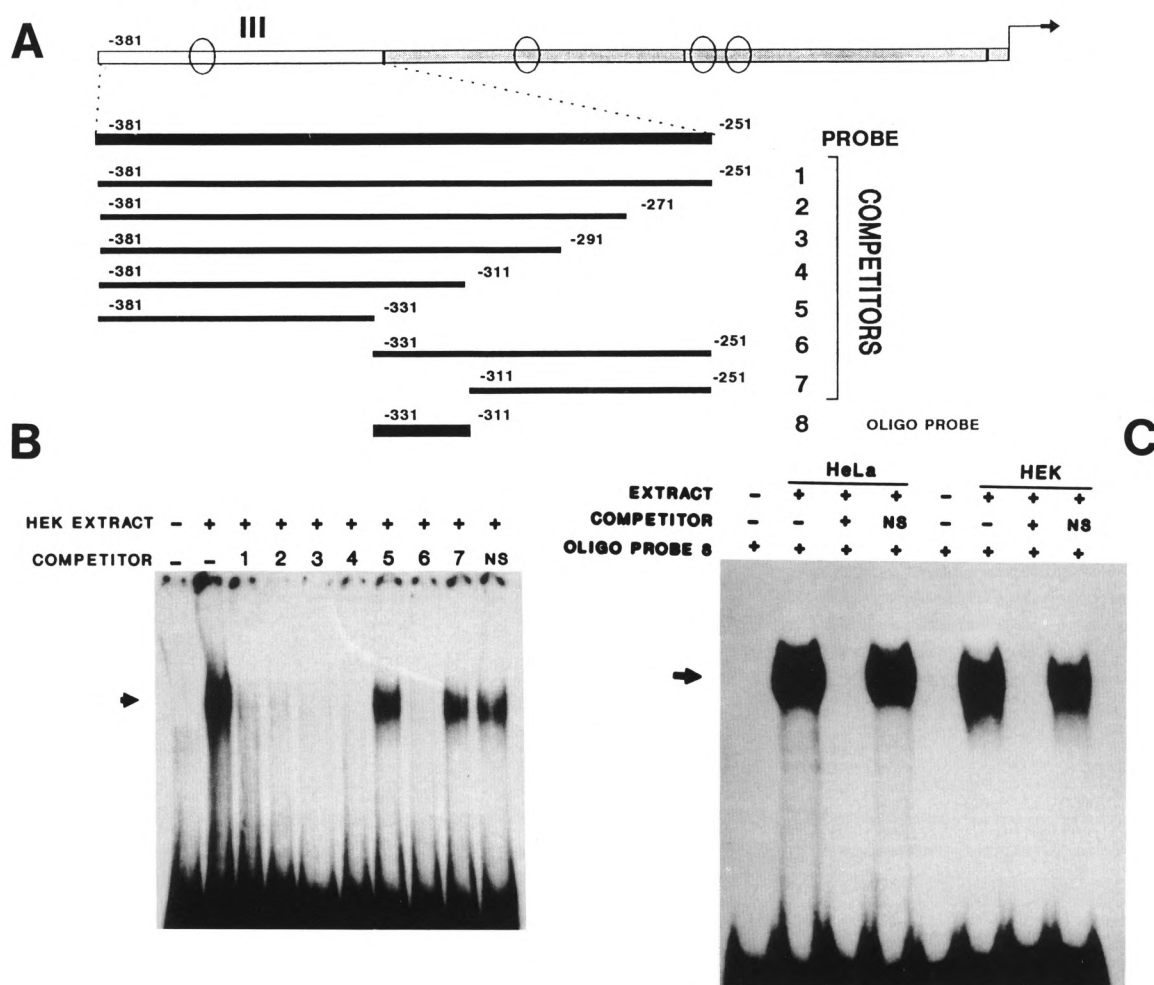 A
III
-381
-381 -251
PROBE
-381 -251 1
-381 -271 2
-381 -291 3
-381 -311 4
-381 -331 5
-331 -251 6
-311 -251 7
COMPETITORS
-331 -311 8 OLIGO PROBE
B
HEK EXTRACT - + + + + + + + + +
COMPETITOR - - 1 2 3 4 5 6 7 NS
C
HeLa HEK
EXTRACT - + + + - + + +
COMPETITOR - - + NS - - + NS
OLIGO PROBE 8 + + + + + + + +